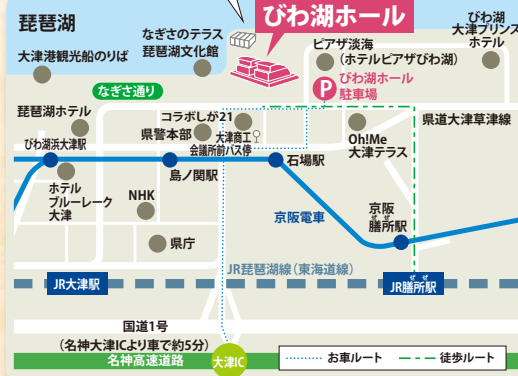 琵琶湖
びわ湖ホール
なぎさのテラス
琵琶湖文化館
大津港観光船のりば
びわ湖
大津プリンス
ホテル
ピアザ淡海
(ホテルピアザびわ湖)
P
びわ湖ホール
駐車場
なぎさ通り
琵琶湖ホテル
コラボしが21
県警本部
大津商工
会議所前バス停
県道大津草津線
Oh!Me
大津テラス
びわ湖浜大津駅
島ノ関駅
石場駅
ホテル
ブルーレーク
大津
NHK
県庁
京阪電車
京阪
ぜぜ
膳所駅
JR琵琶湖線(東海道線)
JR大津駅
ぜぜ
JR膳所駅
国道1号
(名神大津ICより車で約5分)
名神高速道路
大津IC
お車ルート
徒歩ルート